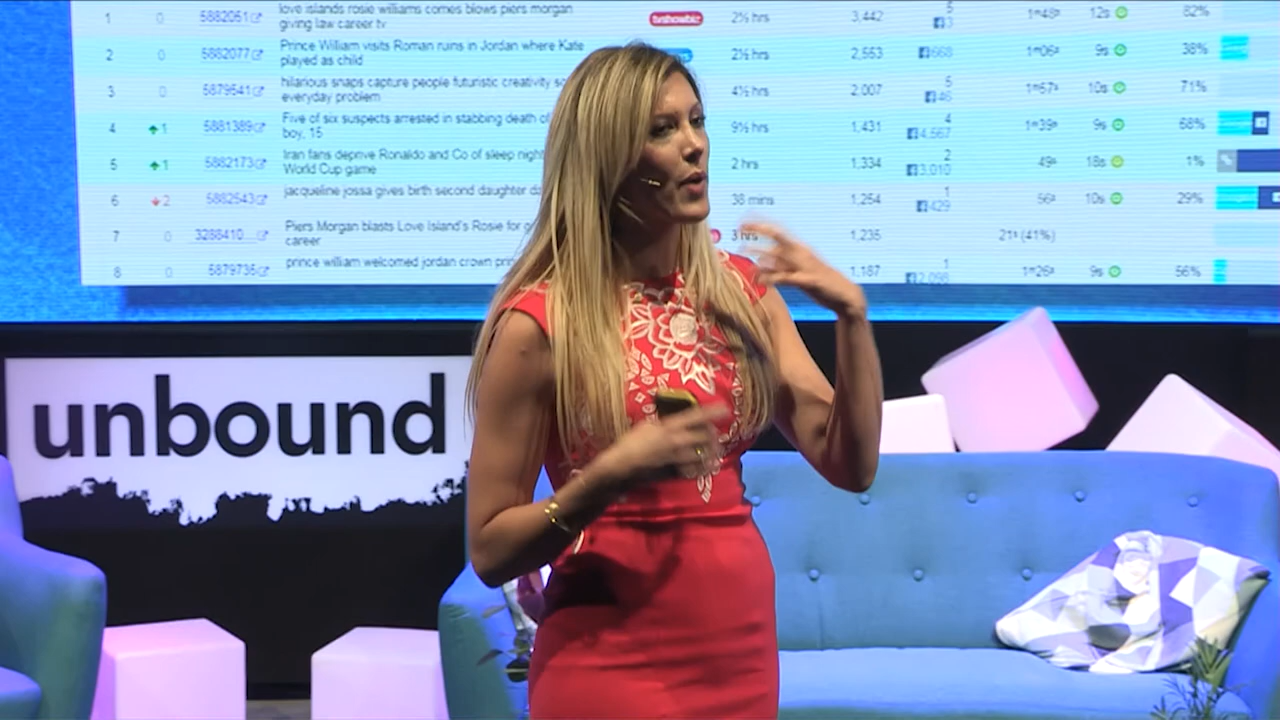 1 0 5882061 love islands rosie williams comes blows piers morgan 2½ hrs 3,442 5 1ᵐ48ˢ 12s 82%
giving law career tv tvshowbiz 3
2 0 5882077 Prince William visits Roman ruins in Jordan where Kate 2½ hrs 2,553 668 1ᵐ06ˢ 9s 38%
played as child
3 0 5879541 hilarious snaps capture people futuristic creativity 4½ hrs 2,007 5 1ᵐ57ˢ 10s 71%
everyday problem 46
4 1 5881389 Five of six suspects arrested in stabbing death of 9½ hrs 1,431 4 1ᵐ39ˢ 9s 68%
boy, 15 4,567
5 1 5882173 Iran fans deprive Ronaldo and Co of sleep night 2 hrs 1,334 2 49ˢ 18s 1%
World Cup game 3,010
6 2 5882543 jacqueline jossa gives birth second daughter 38 mins 1,254 1 56ˢ 10s 29%
429
7 0 3288410... Piers Morgan blasts Love Island's Rosie for 3 hrs 1,235 21ˢ (41%)
career
8 0 5879735 prince william welcomed jordan crown 1,187 1 1ᵐ26ˢ 9s 56%
2,098
unbound